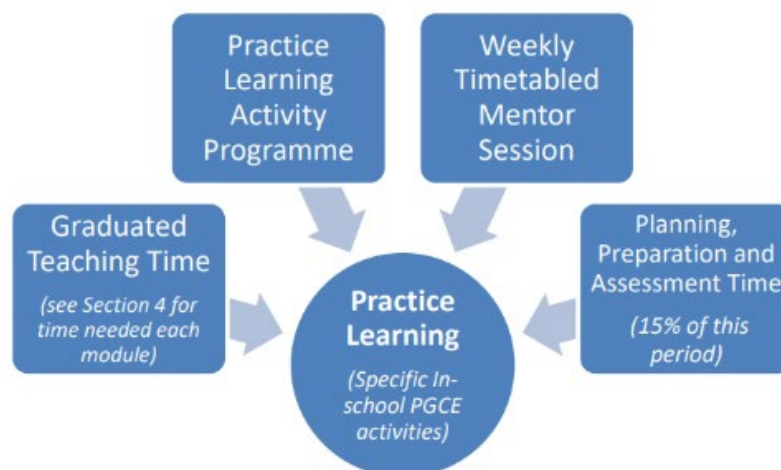 Practice
Learning
Activity
Programme
Weekly
Timetabled
Mentor
Session
Graduated
Teaching Time
(see Section 4 for
time needed each
module)
Planning,
Preparation and
Assessment Time
(15% of this
period)
Practice
Learning
(Specific In-
school PGCE
activities)